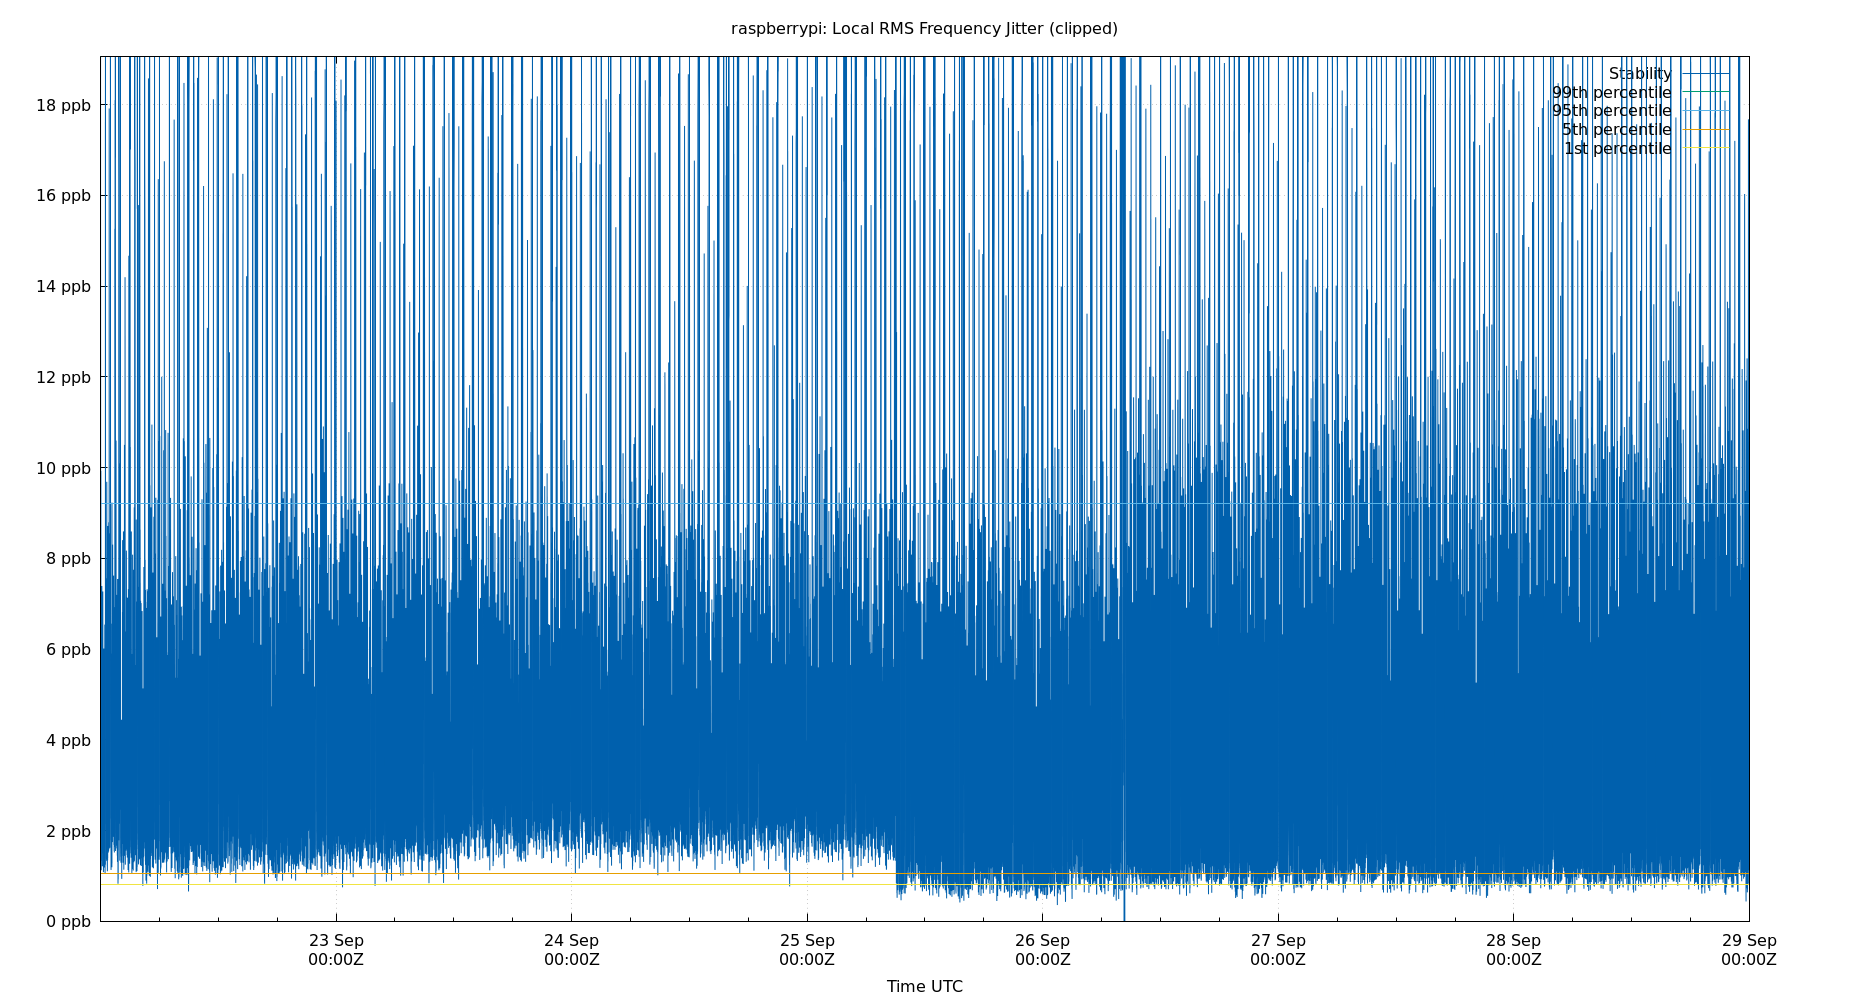 raspberrypi: Local RMS Frequency Jitter (clipped)
Stability
99th percentile
95th percentile
5th percentile
1st percentile
18 ppb
16 ppb
14 ppb
12 ppb
10 ppb
8 ppb
6 ppb
4 ppb
2 ppb
0 ppb
23 Sep 24 Sep 25 Sep 26 Sep 27 Sep 28 Sep 29 Sep
00:00Z 00:00Z 00:00Z 00:00Z 00:00Z 00:00Z 00:00Z
Time UTC